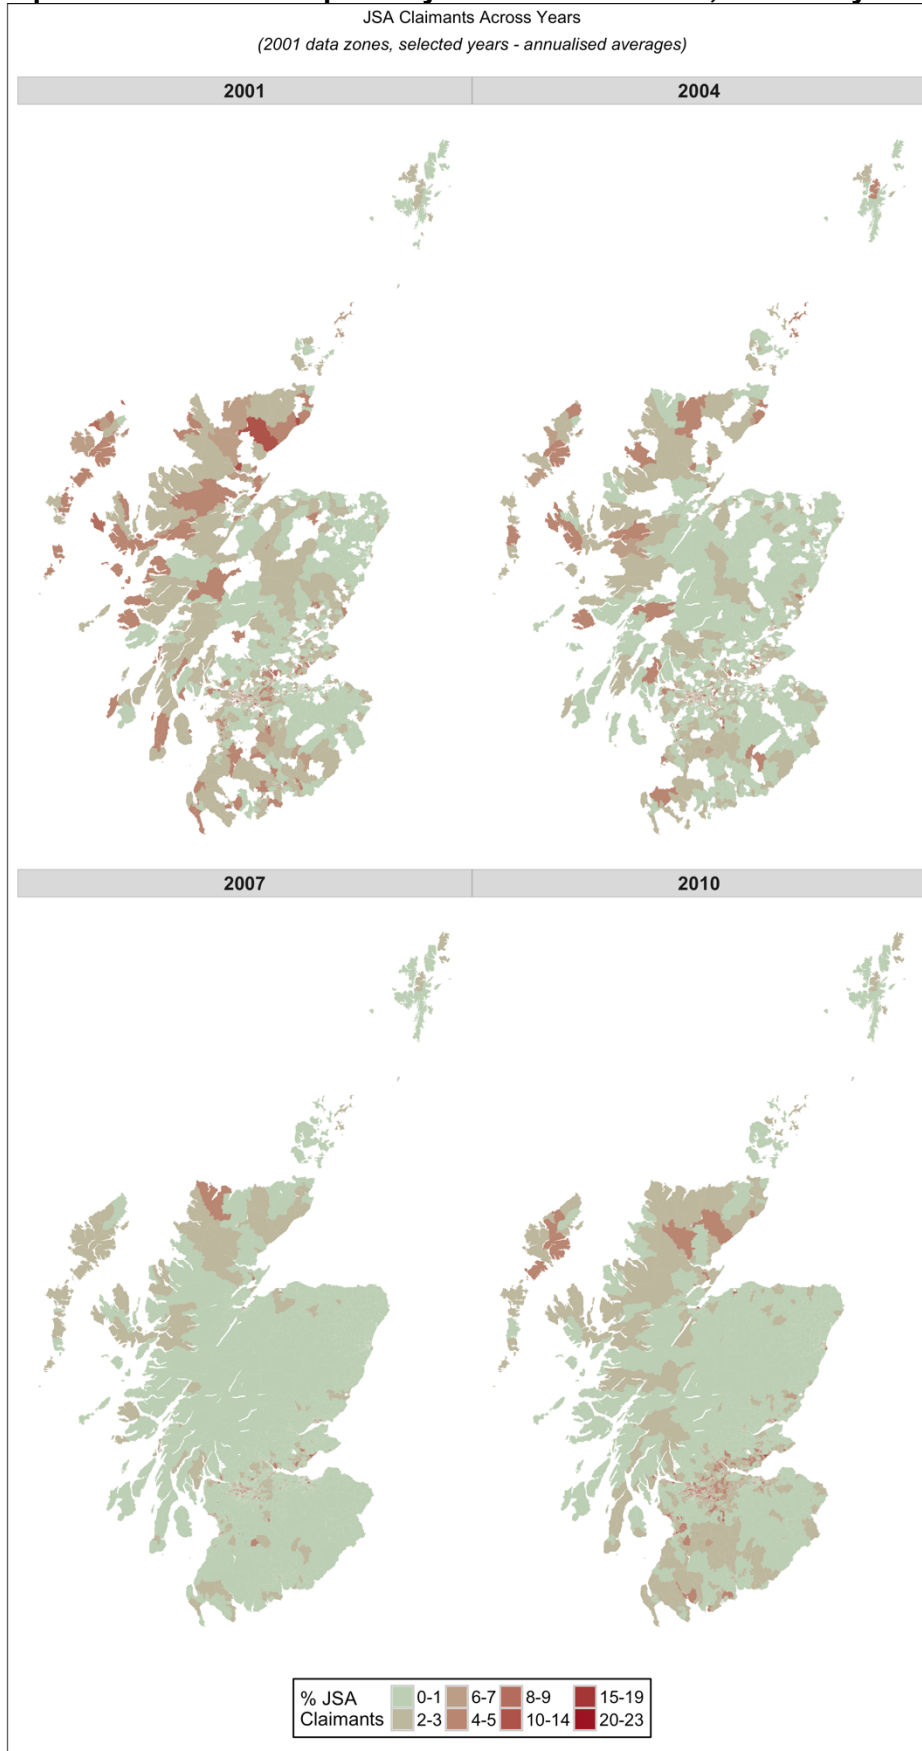 JSA Claimants Across Years
(2001 data zones, selected years - annualised averages)
2001 2004
2007 2010
% JSA Claimants
0-1 6-7 8-9 15-19
2-3 4-5 10-14 20-23